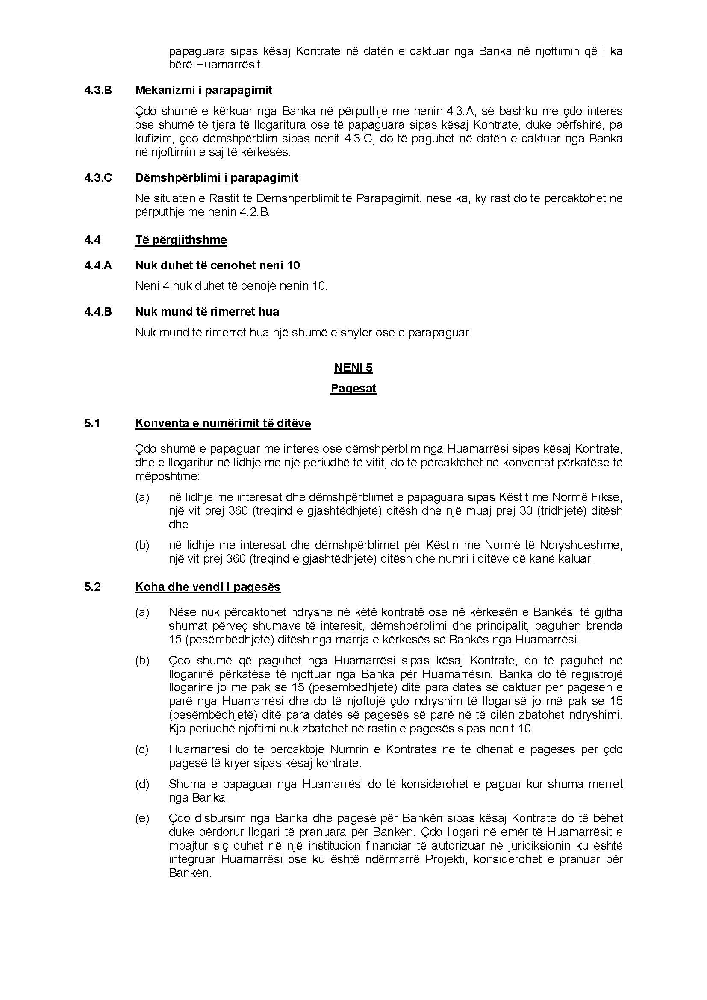 papaguara sipas kësaj Kontrate në datën e caktuar nga Banka në njoftimin që i ka
bërë Huamarrësit.
4.3.B Mekanizmi i parapagimit
Çdo shumë e kërkuar nga Banka në përputhje me nenin 4.3.A, së bashku me çdo interes
ose shumë të tjera të llogaritura ose të papaguara sipas kësaj Kontrate, duke përfshirë, pa
kufizim, çdo dëmshpërblim sipas nenit 4.3.C, do të paguhet në datën e caktuar nga Banka
në njoftimin e saj të kërkesës.
4.3.C Dëmshpërblimi i parapagimit
Në situatën e Rastit të Dëmshpërblimit të Parapagimit, nëse ka, ky rast do të përcaktohet në
përputhje me nenin 4.2.B.
4.4 Të përgjithshme
4.4.A Nuk duhet të cenohet neni 10
Neni 4 nuk duhet të cenojë nenin 10.
4.4.B Nuk mund të rimerret hua
Nuk mund të rimerret hua një shumë e shyler ose e parapaguar.
NENI 5
Pagesat
5.1 Konventa e numërimit të ditëve
Çdo shumë e papaguar me interes ose dëmshpërblim nga Huamarrësi sipas kësaj Kontrate,
dhe e llogaritur në lidhje me një periudhë të vitit, do të përcaktohet në konventat përkatëse të
mëposhtme:
(a) në lidhje me interesat dhe dëmshpërblimet e papaguara sipas Këstit me Normë Fikse,
një vit prej 360 (treqind e gjashtëdhjetë) ditësh dhe një muaj prej 30 (tridhjetë) ditësh
dhe
(b) në lidhje me interesat dhe dëmshpërblimet për Këstin me Normë të Ndryshueshme,
një vit prej 360 (treqind e gjashtëdhjetë) ditësh dhe numri i ditëve që kanë kaluar.
5.2 Koha dhe vendi i pagesës
(a) Nëse nuk përcaktohet ndryshe në këtë kontratë ose në kërkesën e Bankës, të gjitha
shumat përveç shumave të interesit, dëmshpërblimi dhe principalit, paguhen brenda
15 (pesëmbëdhjetë) ditësh nga marrja e kërkesës së Bankës nga Huamarrësi.
(b) Çdo shumë që paguhet nga Huamarrësi sipas kësaj Kontrate, do të paguhet në
llogarinë përkatëse të njoftuar nga Banka për Huamarrësin. Banka do të regjistrojë
llogarinë jo më pak se 15 (pesëmbëdhjetë) ditë para datës së caktuar për pagesën e
parë nga Huamarrësi dhe do të njoftojë çdo ndryshim të llogarisë jo më pak se 15
(pesëmbëdhjetë) ditë para datës së pagesës së parë në të cilën zbatohet ndryshimi.
Kjo periudhë njoftimi nuk zbatohet në rastin e pagesës sipas nenit 10.
(c) Huamarrësi do të përcaktojë Numrin e Kontratës në të dhënat e pagesës për çdo
pagesë të kryer sipas kësaj kontrate.
(d) Shuma e papaguar nga Huamarrësi do të konsiderohet e paguar kur shuma merret
nga Banka.
(e) Çdo disbursim nga Banka dhe pagesë për Bankën sipas kësaj Kontrate do të bëhet
duke përdorur llogari të pranuara për Bankën. Çdo llogari në emër të Huamarrësit e
mbajtur siç duhet në një institucion financiar të autorizuar në juridiksionin ku është
integruar Huamarrësi ose ku është ndërmarrë Projekti, konsiderohet e pranuar për
Bankën.